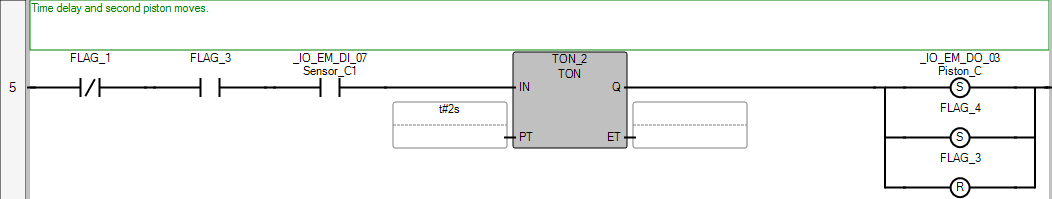 Time delay and second piston moves.
FLAG_1
FLAG_3
_IO_EM_DI_07
Sensor_C1
TON_2
TON
_IO_EM_DO_03
Piston_C
5
IN
Q
S
t#2s
FLAG_4
PT
ET
S
FLAG_3
R